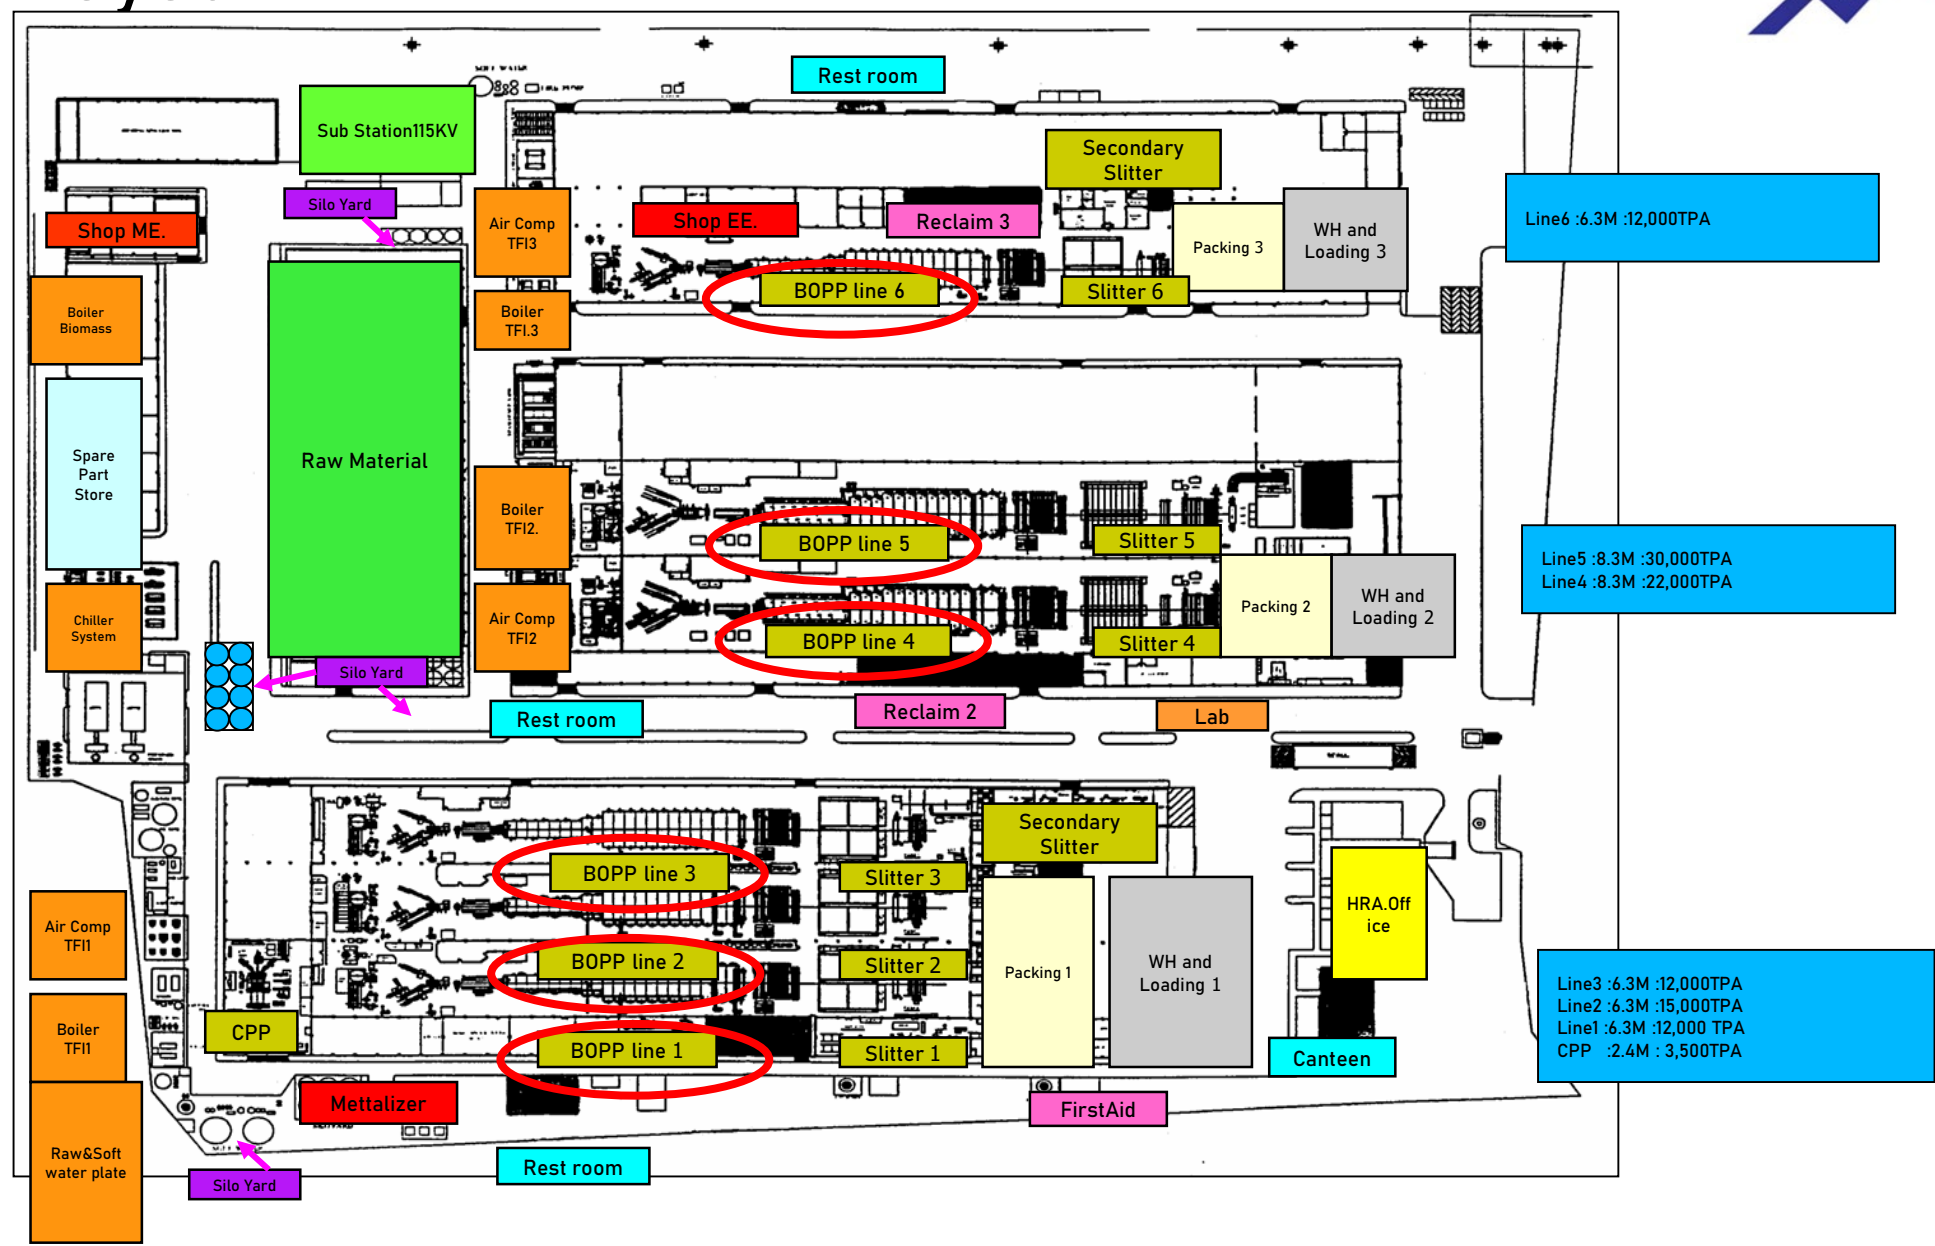 Rest room
Sub Station115KV
Secondary
Slitter
Silo Yard
Shop ME.
Air Comp
TFI3
Shop EE.
Reclaim 3
Packing 3
WH and
Loading 3
Line6 :6.3M :12,000TPA
BOPP line 6
Slitter 6
Boiler
Biomass
Boiler
TFI.3
Spare
Part
Store
Raw Material
Boiler
TFI2.
BOPP line 5
Slitter 5
Line5 :8.3M :30,000TPA
Line4 :8.3M :22,000TPA
Chiller
System
Air Comp
TFI2
BOPP line 4
Slitter 4
Packing 2
WH and
Loading 2
Silo Yard
Rest room
Reclaim 2
Lab
Secondary
Slitter
BOPP line 3
Slitter 3
HRA.Off
ice
Air Comp
TFI1
BOPP line 2
Slitter 2
Packing 1
WH and
Loading 1
Line3 :6.3M :12,000TPA
Line2 :6.3M :15,000TPA
Line1 :6.3M :12,000 TPA
CPP :2.4M : 3,500TPA
Boiler
TFI1
CPP
BOPP line 1
Slitter 1
Canteen
Mettalizer
FirstAid
Raw&Soft
water plate
Silo Yard
Rest room